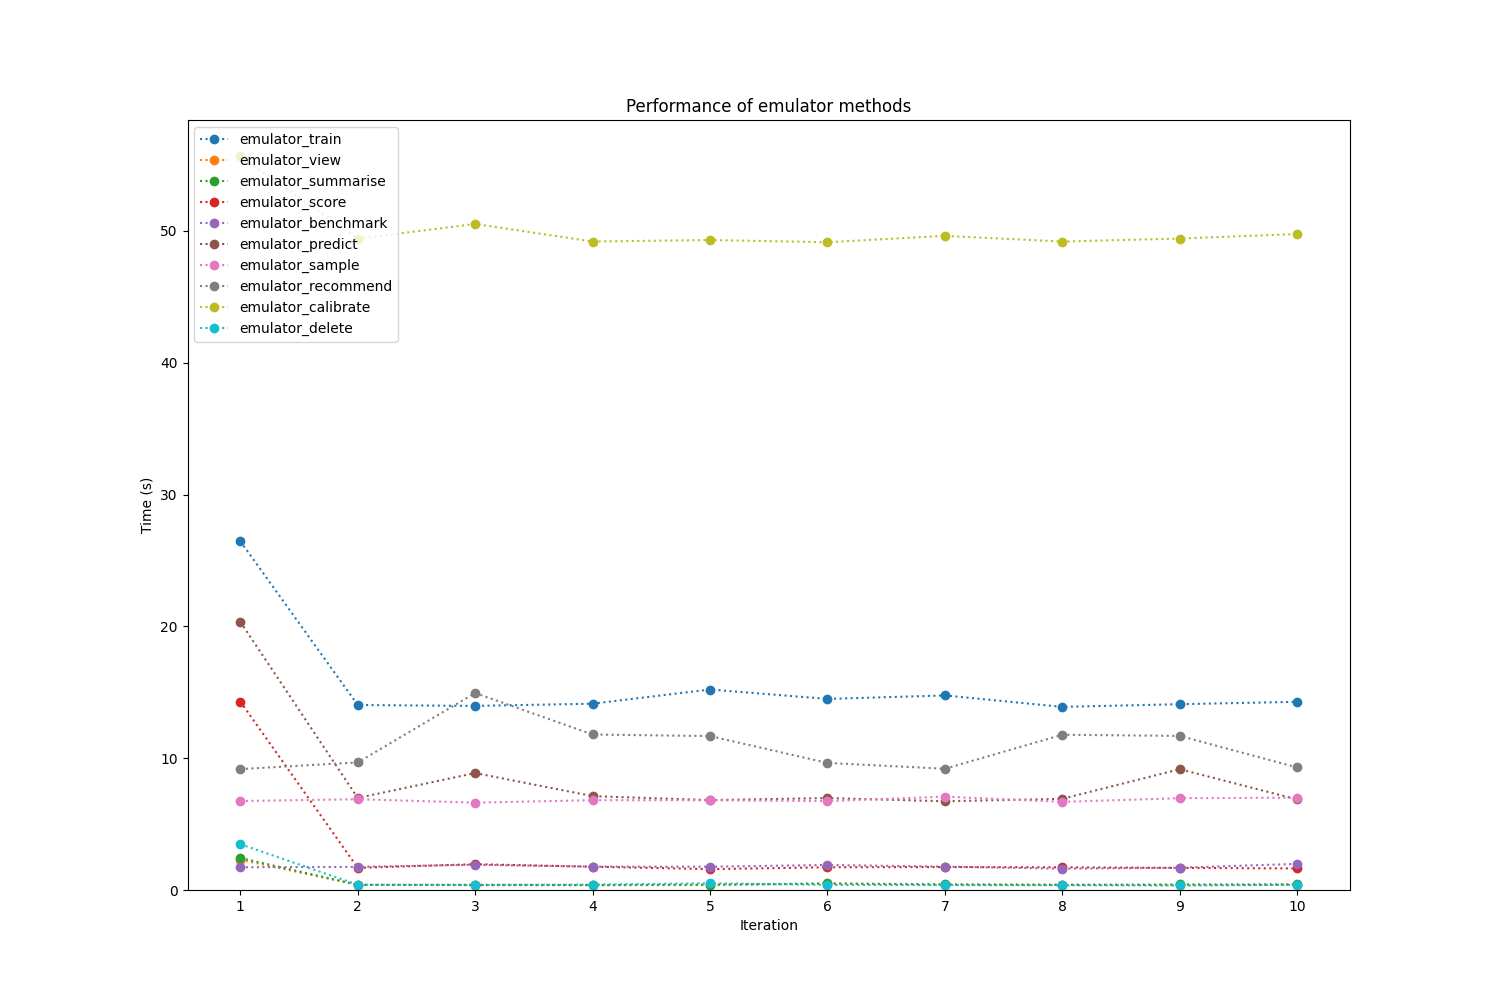 Performance of emulator methods
emulator_train
emulator_view
emulator_summarise
emulator_score
emulator_benchmark
emulator_predict
emulator_sample
emulator_recommend
emulator_calibrate
emulator_delete
50
40
30
20
10
0
Time (s)
1 2 3 4 5 6 7 8 9 10
Iteration